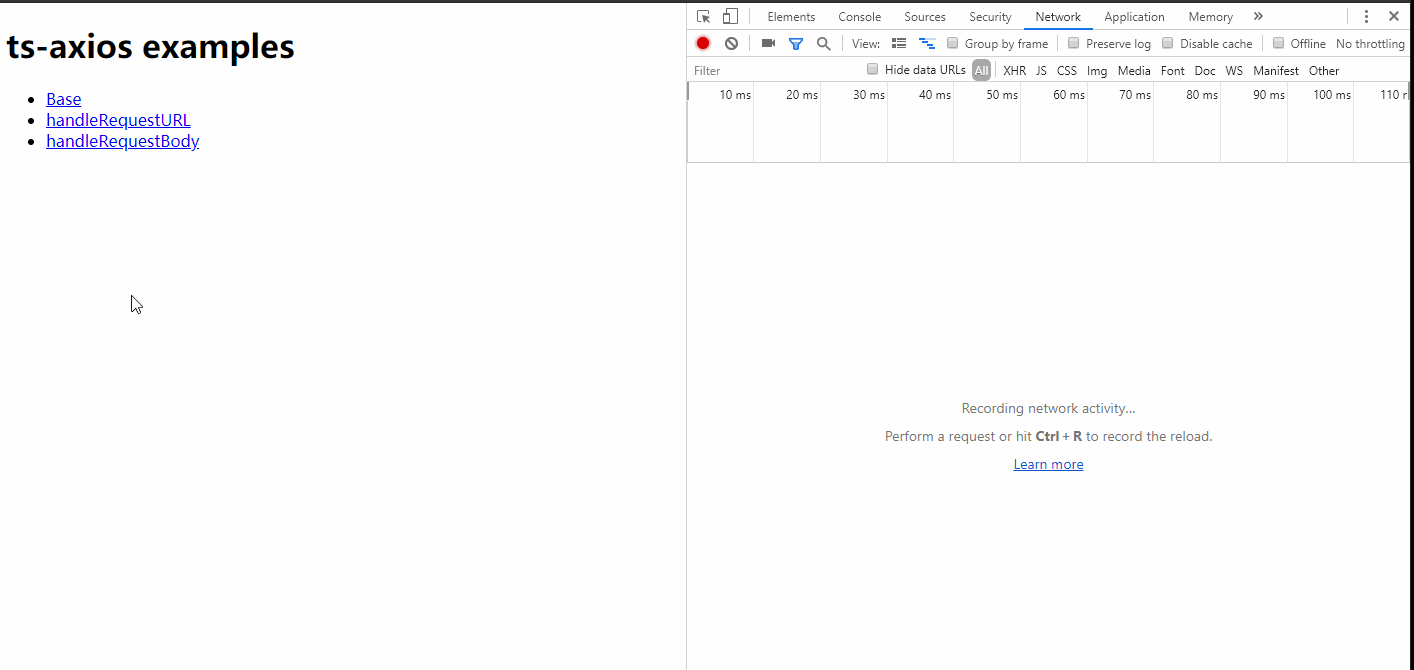 ts-axios examples
Base
handleRequestURL
handleRequestBody
Elements Console Sources Security Network Application Memory »
View: Group by frame Preserve log Disable cache Offline No throttling
Filter Hide data URLs All XHR JS CSS Img Media Font Doc WS Manifest Other
10 ms 20 ms 30 ms 40 ms 50 ms 60 ms 70 ms 80 ms 90 ms 100 ms 110
Recording network activity...
Perform a request or hit Ctrl + R to record the reload.
Learn more